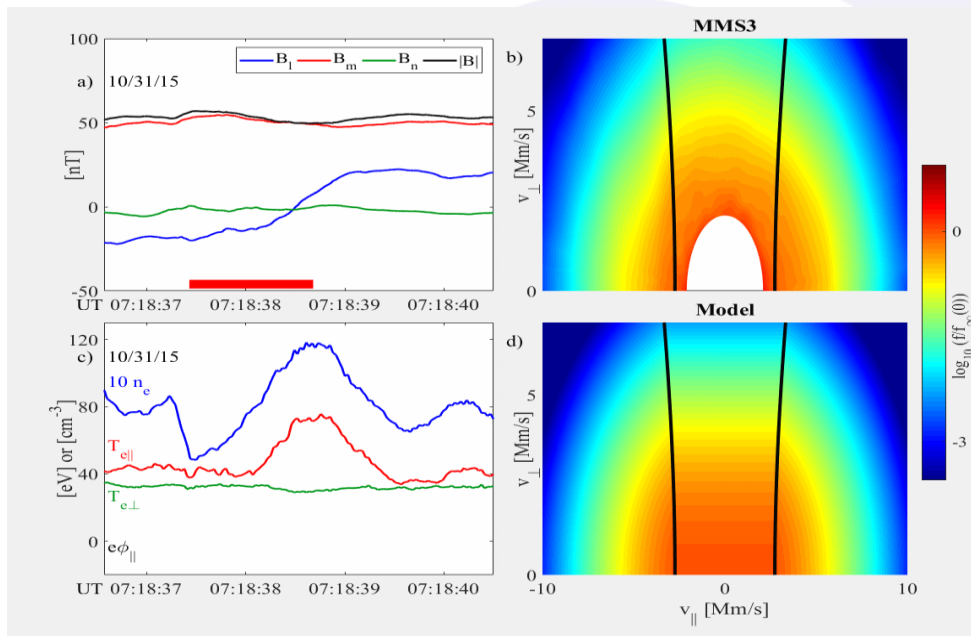 100
50
0
-50
[nT]
a)
10/31/15
B_l B_m B_n |B|
UT 07:18:37 07:18:38 07:18:39 07:18:40
MMS3
b)
5
0
v_⊥ [Mm/s]
c)
10/31/15
120
80
40
0
[eV] or [cm^-3]
10 n_e
T_e||
T_e⊥
eϕ_||
UT 07:18:37 07:18:38 07:18:39 07:18:40
Model
d)
5
0
v_⊥ [Mm/s]
-10 0 10
v_|| [Mm/s]
0
-3
log_10(f/f_∞(0))